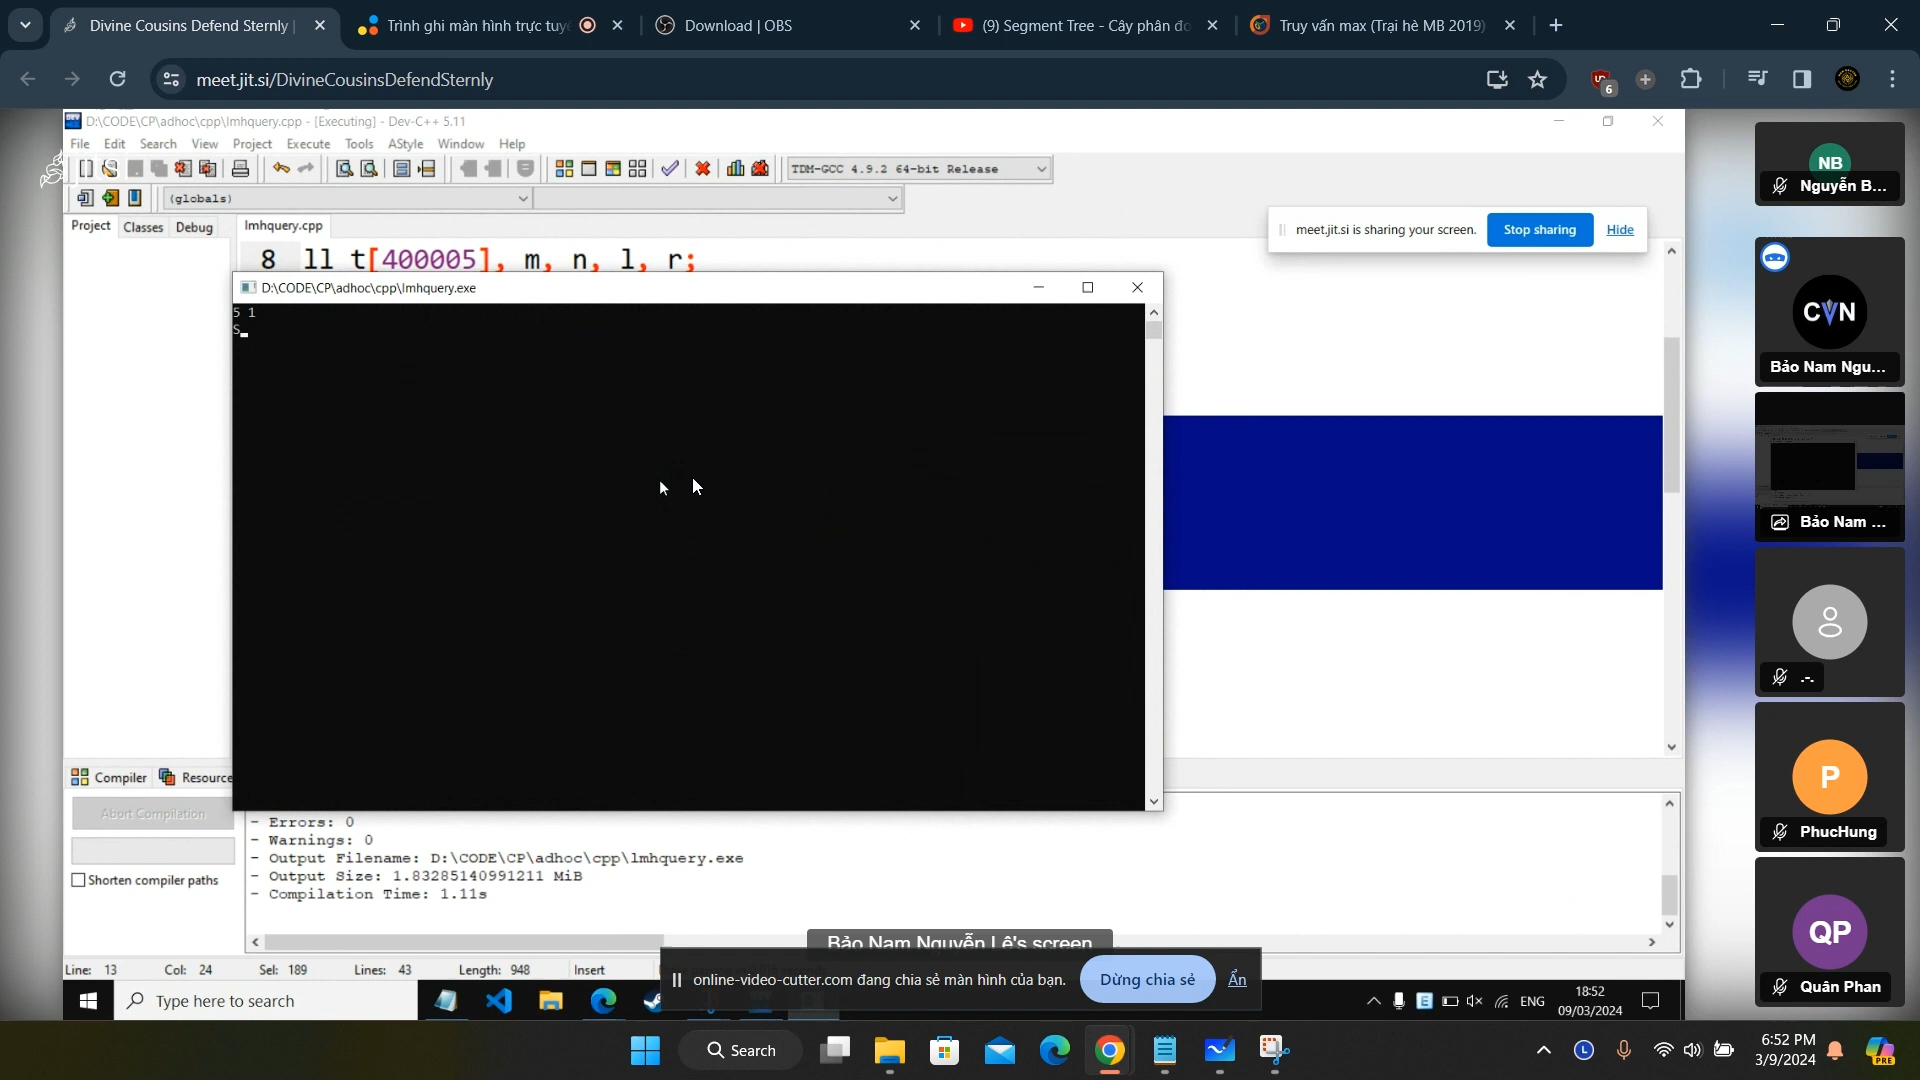 Divine Cousins Defend Sternly |
Trình ghi màn hình trực tuyế
Download | OBS
(9) Segment Tree - Cây phân đo
Truy vấn max (Trại hè MB 2019)
meet.jit.si/DivineCousinsDefendSternly
6
D:\CODE\CP\adhoc\cpp\lmhquery.cpp - [Executing] - Dev-C++ 5.11
File Edit Search View Project Execute Tools AStyle Window Help
TDM-GCC 4.9.2 64-bit Release
(globals)
Project Classes Debug
lmhquery.cpp
8 ll t[400005], m, n, l, r;
meet.jit.si is sharing your screen. Stop sharing Hide
D:\CODE\CP\adhoc\cpp\lmhquery.exe
5 1
S
Compiler Resource
Abort Compilation
Shorten compiler paths
- Errors: 0
- Warnings: 0
- Output Filename: D:\CODE\CP\adhoc\cpp\lmhquery.exe
- Output Size: 1.83285140991211 MiB
- Compilation Time: 1.11s
Bảo Nam Nguyễn Lê's screen
Line: 13 Col: 24 Sel: 189 Lines: 43 Length: 948 Insert
online-video-cutter.com đang chia sẻ màn hình của bạn. Dừng chia sẻ Ẩn
Type here to search
ENG
18:52
09/03/2024
NB
Nguyễn B...
CVN
Bảo Nam Ngu...
Bảo Nam ...
.-.
P
PhucHung
QP
Quân Phan
Search
L
6:52 PM
3/9/2024
PRE